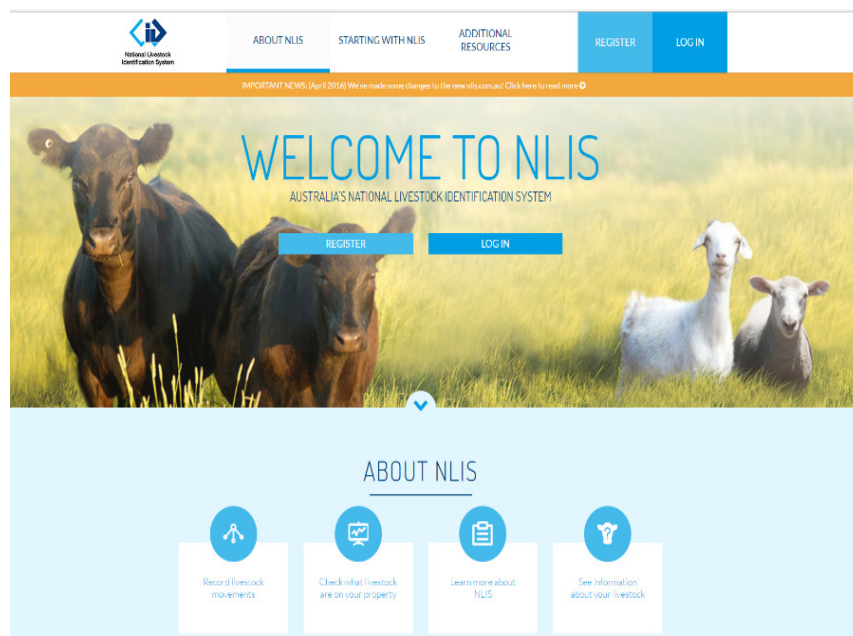 National Livestock
Identification System
ABOUT NLIS
STARTING WITH NLIS
ADDITIONAL
RESOURCES
REGISTER
LOG IN
IMPORTANT NEWS: (April 2016) We've made some changes to the new nlis.com.au! Click here to read more
WELCOME TO NLIS
AUSTRALIA'S NATIONAL LIVESTOCK IDENTIFICATION SYSTEM
REGISTER
LOG IN
ABOUT NLIS
Record livestock
movements
Check what livestock
are on your property
Learn more about
NLIS
See information
about your livestock